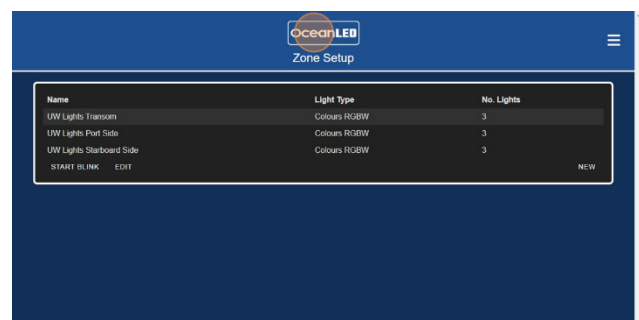 OceanLED
Zone Setup
Name Light Type No. Lights
UW Lights Transom Colours RGBW 3
UW Lights Port Side Colours RGBW 3
UW Lights Starboard Side Colours RGBW 3
START BLINK EDIT NEW